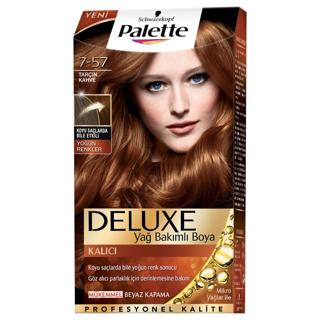 YENİ
Schwarzkopf
Palette
7-57
TARÇIN
KAHVE
KOYU SAÇLARDA
BİLE ETKİLİ
YOĞUN
RENKLER
DELUXE
Yağ Bakımlı Boya
KALICI
Koyu saçlarda bile yoğun renk sonucu
Göz alıcı parlaklık için derinlemesine bakım
MÜKEMMEL BEYAZ KAPAMA
Mikro
Yağlar ile
PROFESYONEL KALİTE